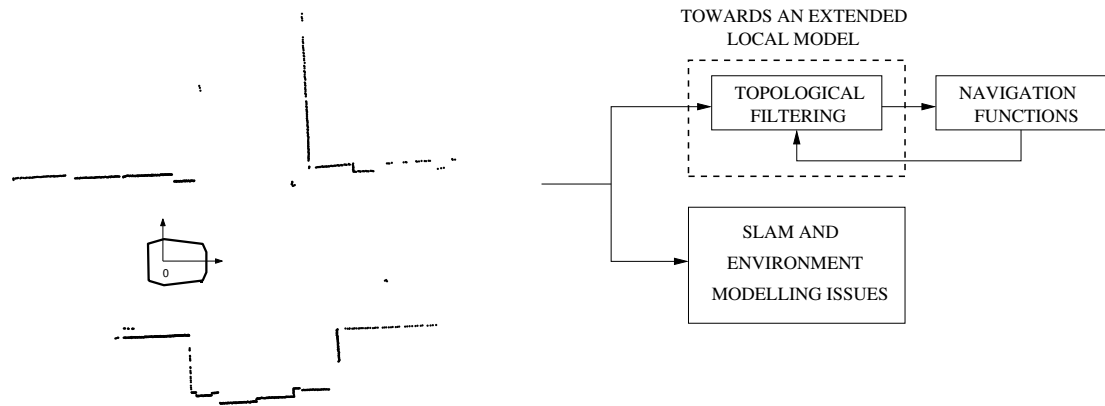 TOWARDS AN EXTENDED
LOCAL MODEL
TOPOLOGICAL
FILTERING
NAVIGATION
FUNCTIONS
0
SLAM AND
ENVIRONMENT
MODELLING ISSUES